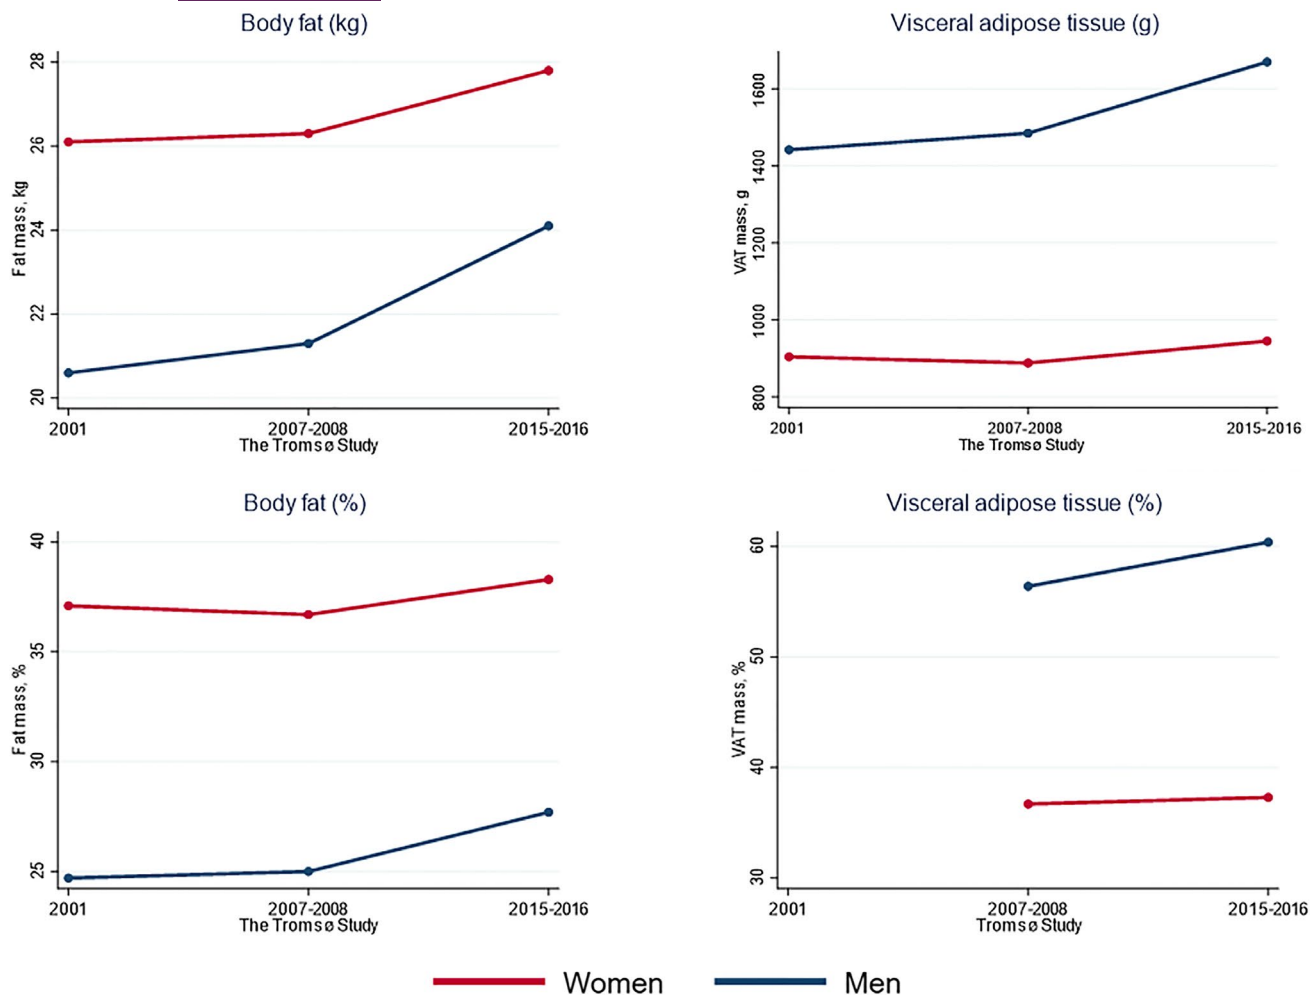 Body fat (kg)
Fat mass, kg
28
26
24
22
20
2001 2007-2008 2015-2016
The Tromsø Study
Visceral adipose tissue (g)
VAT mass, g
1600
1400
1200
1000
800
2001 2007-2008 2015-2016
The Tromsø Study
Body fat (%)
Fat mass, %
40
35
30
25
2001 2007-2008 2015-2016
The Tromsø Study
Visceral adipose tissue (%)
VAT mass, %
60
50
40
30
2001 2007-2008 2015-2016
Tromsø Study
Women Men